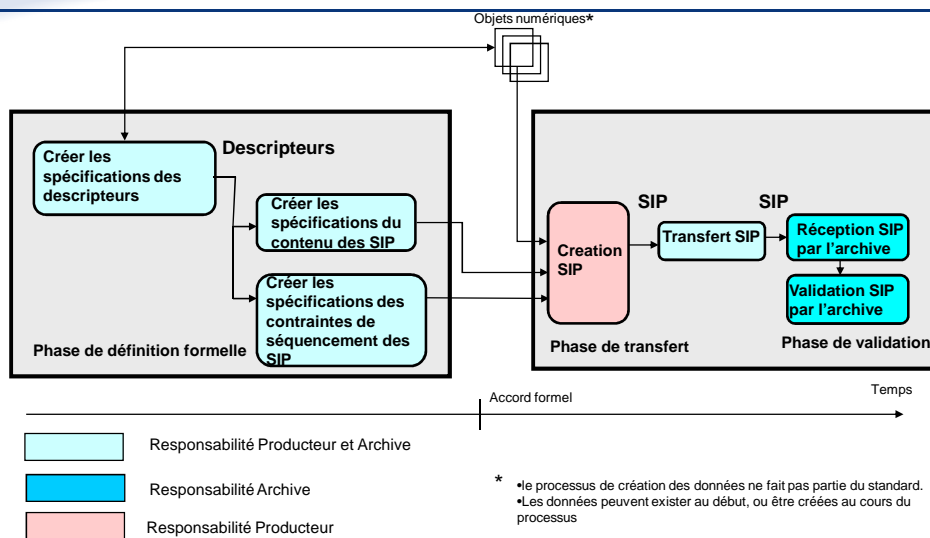 Objets numériques*
Créer les
spécifications des
descripteurs
Descripteurs
Créer les
spécifications du
contenu des SIP
Créer les
spécifications des
contraintes de
séquencement des
SIP
Phase de définition formelle
Creation
SIP
SIP
Transfert SIP
SIP
Réception SIP
par l'archive
Validation SIP
par l'archive
Phase de transfert
Phase de validation
Accord formel
Temps
Responsabilité Producteur et Archive
Responsabilité Archive
Responsabilité Producteur
* •le processus de création des données ne fait pas partie du standard.
•Les données peuvent exister au début, ou être créées au cours du
processus